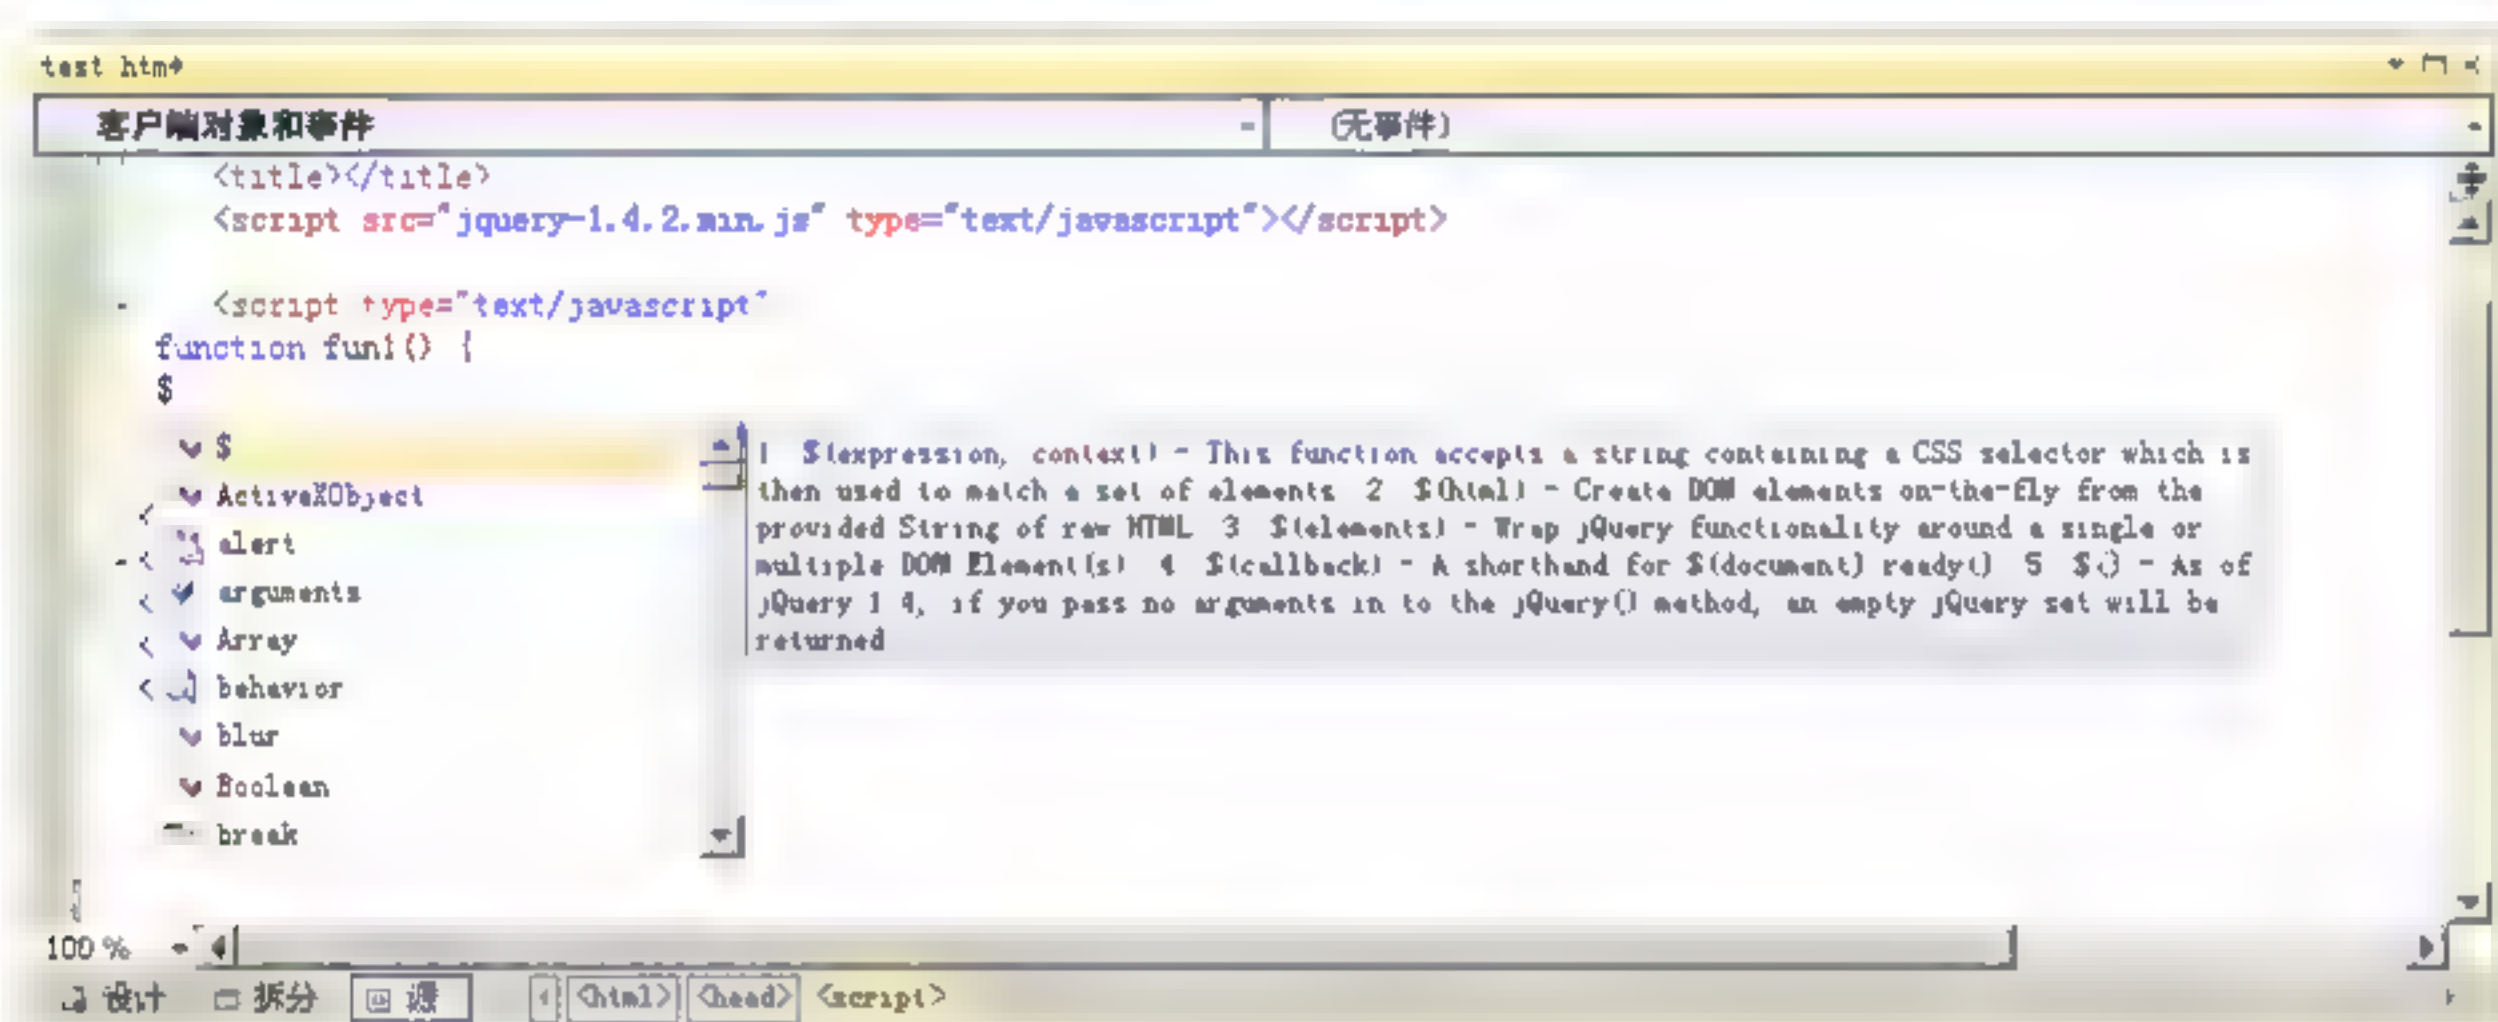 test htm*
客户端对象和事件 (无事件)
<title></title>
<script src="jquery-1.4.2.min.js" type="text/javascript"></script>
<script type="text/javascript"
function fun1() {
$
$
ActiveXObject
alert
arguments
Array
behavior
blur
Boolean
break
1 $(expression, context) - This function accepts a string containing a CSS selector which is
then used to match a set of elements 2 $(html) - Create DOM elements on-the-fly from the
provided String of raw HTML 3 $(elements) - Wrap jQuery functionality around a single or
multiple DOM Element(s) 4 $(callback) - A shorthand for $(document) ready() 5 $() - As of
jQuery 1 4, if you pass no arguments in to the jQuery() method, an empty jQuery set will be
returned
100 %
设计 拆分 源 <html> <head> <script>